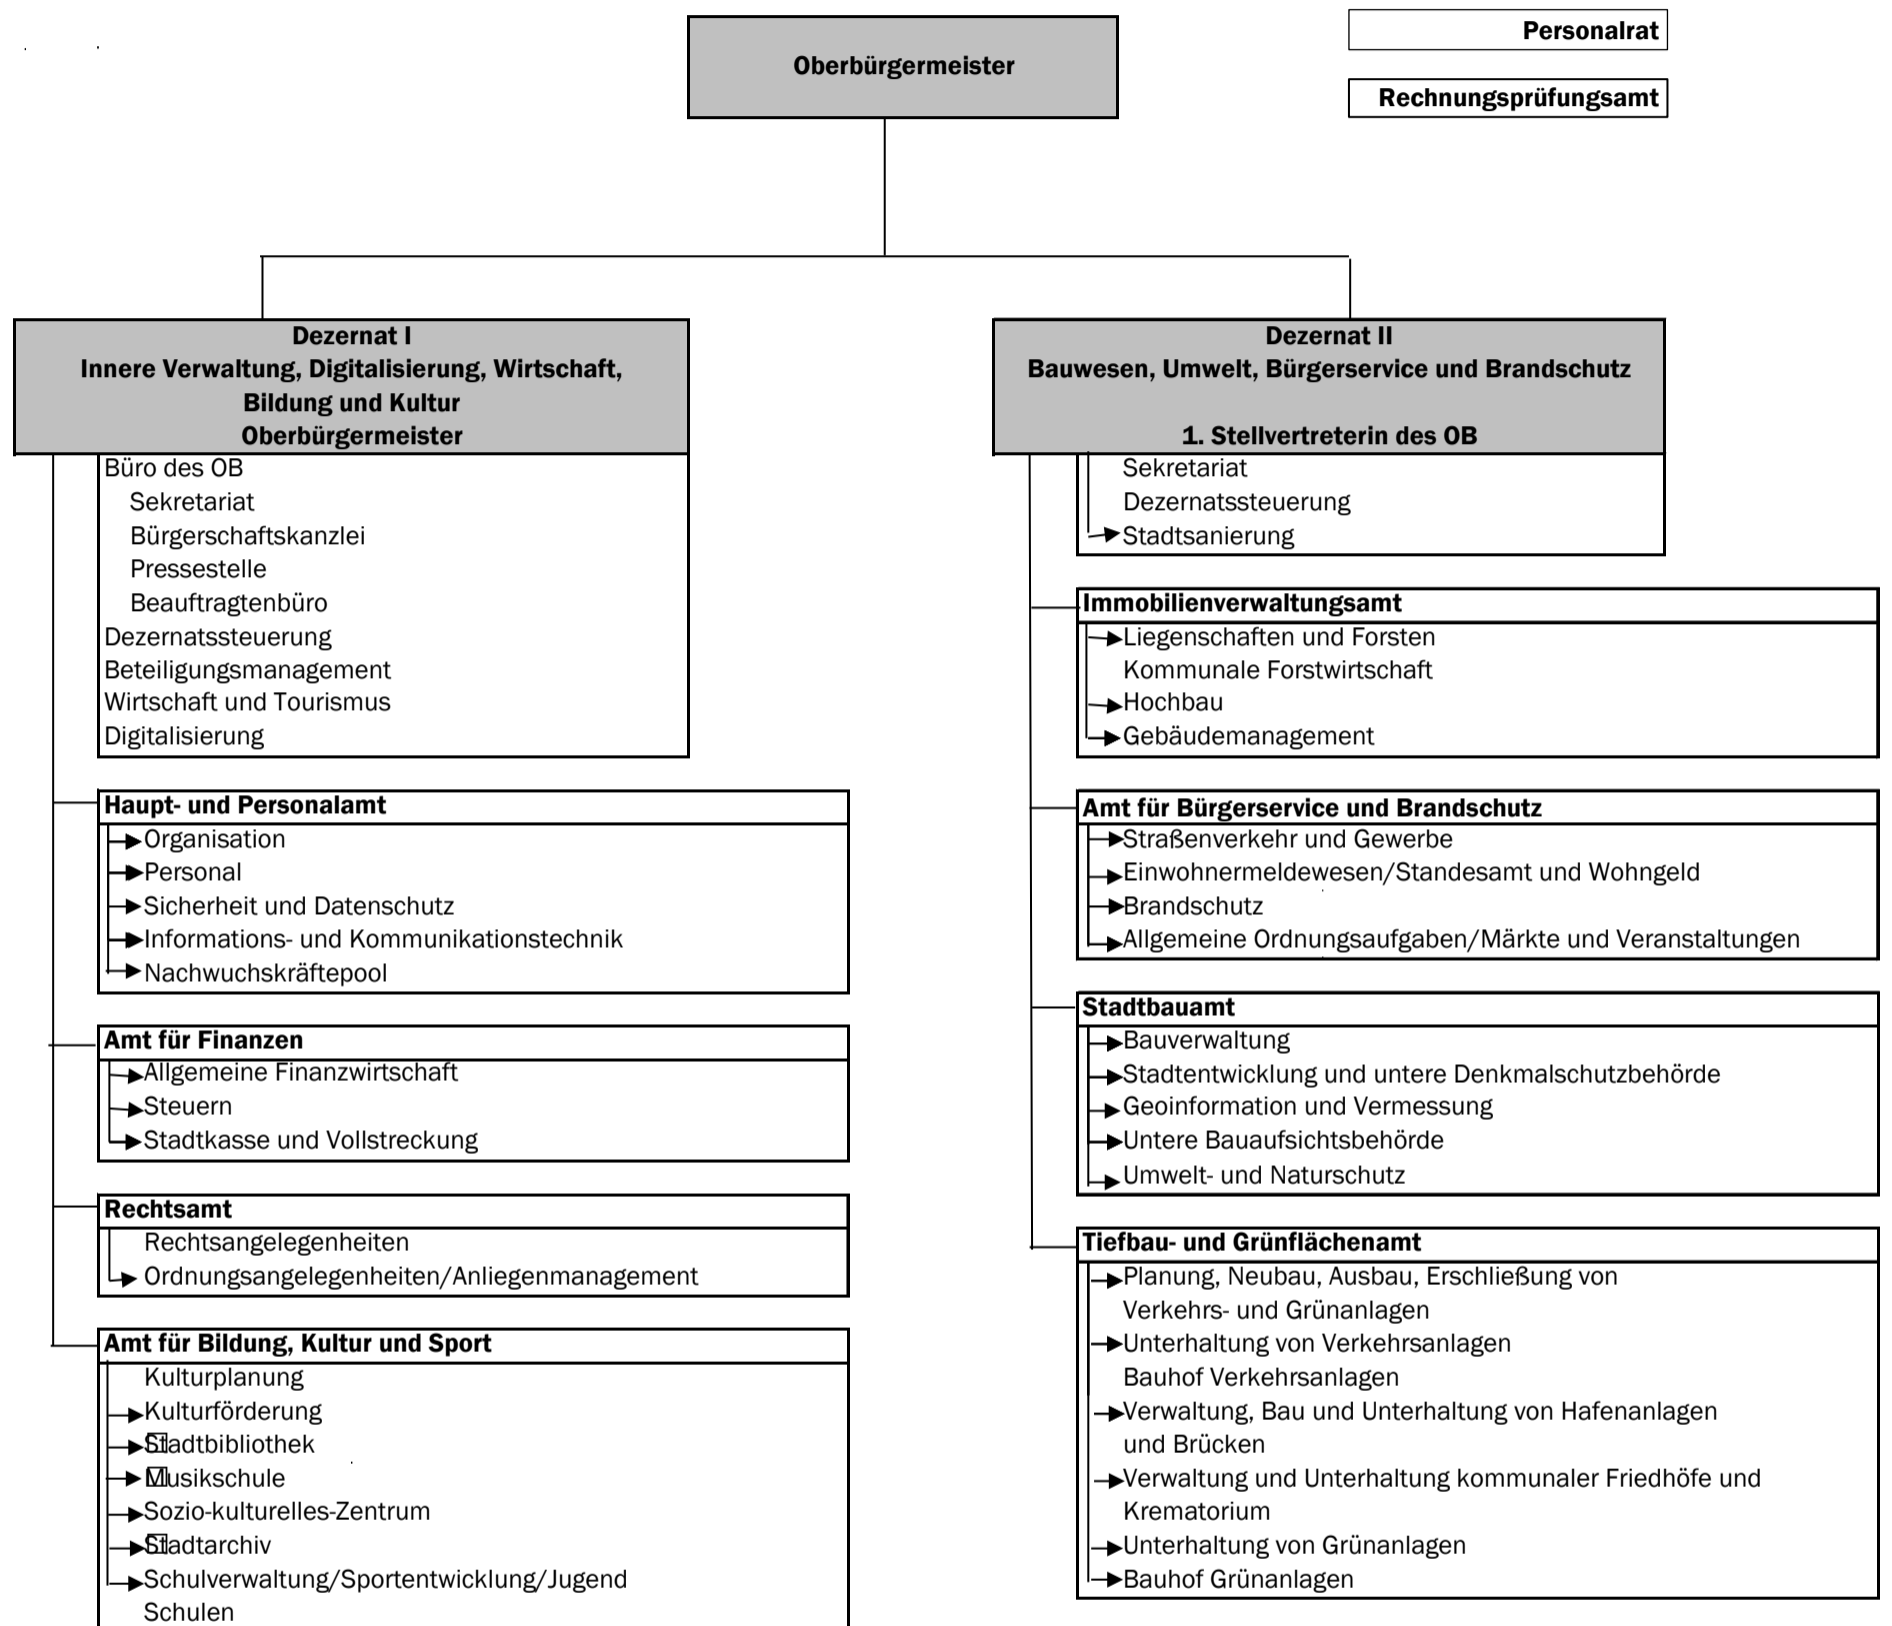 Oberbürgermeister
Personalrat
Rechnungsprüfungsamt
Dezernat I
Innere Verwaltung, Digitalisierung, Wirtschaft,
Bildung und Kultur
Oberbürgermeister
Büro des OB
Sekretariat
Bürgerschaftskanzlei
Pressestelle
Beauftragtenbüro
Dezernatssteuerung
Beteiligungsmanagement
Wirtschaft und Tourismus
Digitalisierung
Haupt- und Personalamt
Organisation
Personal
Sicherheit und Datenschutz
Informations- und Kommunikationstechnik
Nachwuchskräftepool
Amt für Finanzen
Allgemeine Finanzwirtschaft
Steuern
Stadtkasse und Vollstreckung
Rechtsamt
Rechtsangelegenheiten
Ordnungsangelegenheiten/Anliegenmanagement
Amt für Bildung, Kultur und Sport
Kulturplanung
Kulturförderung
Stadtbibliothek
Musikschule
Sozio-kulturelles-Zentrum
Stadtarchiv
Schulverwaltung/Sportentwicklung/Jugend
Schulen
Dezernat II
Bauwesen, Umwelt, Bürgerservice und Brandschutz
1. Stellvertreterin des OB
Sekretariat
Dezernatssteuerung
Stadtsanierung
Immobilienverwaltungsamt
Liegenschaften und Forsten
Kommunale Forstwirtschaft
Hochbau
Gebäudemanagement
Amt für Bürgerservice und Brandschutz
Straßenverkehr und Gewerbe
Einwohnermeldewesen/Standesamt und Wohngeld
Brandschutz
Allgemeine Ordnungsaufgaben/Märkte und Veranstaltungen
Stadtbauamt
Bauverwaltung
Stadtentwicklung und untere Denkmalschutzbehörde
Geoinformation und Vermessung
Untere Bauaufsichtsbehörde
Umwelt- und Naturschutz
Tiefbau- und Grünflächenamt
Planung, Neubau, Ausbau, Erschließung von
Verkehrs- und Grünanlagen
Unterhaltung von Verkehrsanlagen
Bauhof Verkehrsanlagen
Verwaltung, Bau und Unterhaltung von Hafenanlagen
und Brücken
Verwaltung und Unterhaltung kommunaler Friedhöfe und
Krematorium
Unterhaltung von Grünanlagen
Bauhof Grünanlagen